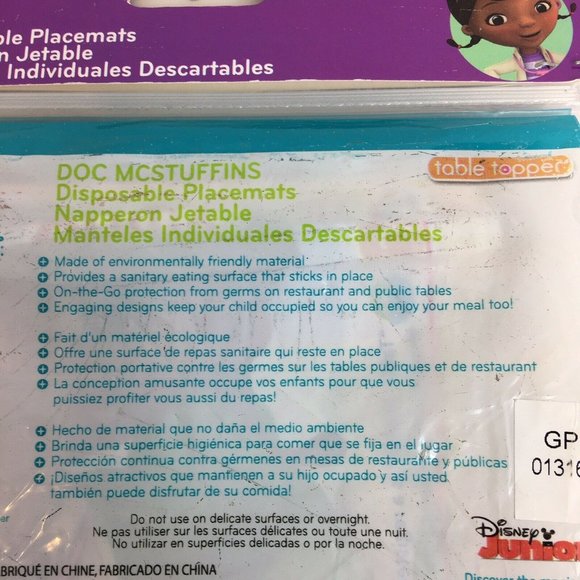 ble Placemats
n Jetable
Individuales Descartables
DOC MCSTUFFINS
table topper
Disposable Placemats
Napperon Jetable
Manteles Individuales Descartables
Made of environmentally friendly material
Provides a sanitary eating surface that sticks in place
On-the-Go protection from germs on restaurant and public tables
Engaging designs keep your child occupied so you can enjoy your meal too!
Fait d'un matériel écologique
Offre une surface de repas sanitaire qui reste en place
Protection portative contre les germes sur les tables publiques et de restaurant
La conception amusante occupe vos enfants pour que vous
puissiez profiter vous aussi du repas!
Hecho de material que no daña el medio ambiente
Brinda una superficie higiénica para comer que se fija en el lugar
Protección continua contra gérmenes en mesas de restaurante y públicas
¡Diseños atractivos que mantienen a su hijo ocupado y así usted
también puede disfrutar de su comida!
GP
01316
Do not use on delicate surfaces or overnight.
Ne pas utiliser sur les surfaces délicates ou toute une nuit.
No utilizar en superficies delicadas o por la noche.
per
Disney
Junior
BRIQUÉ EN CHINE, FABRICADO EN CHINA